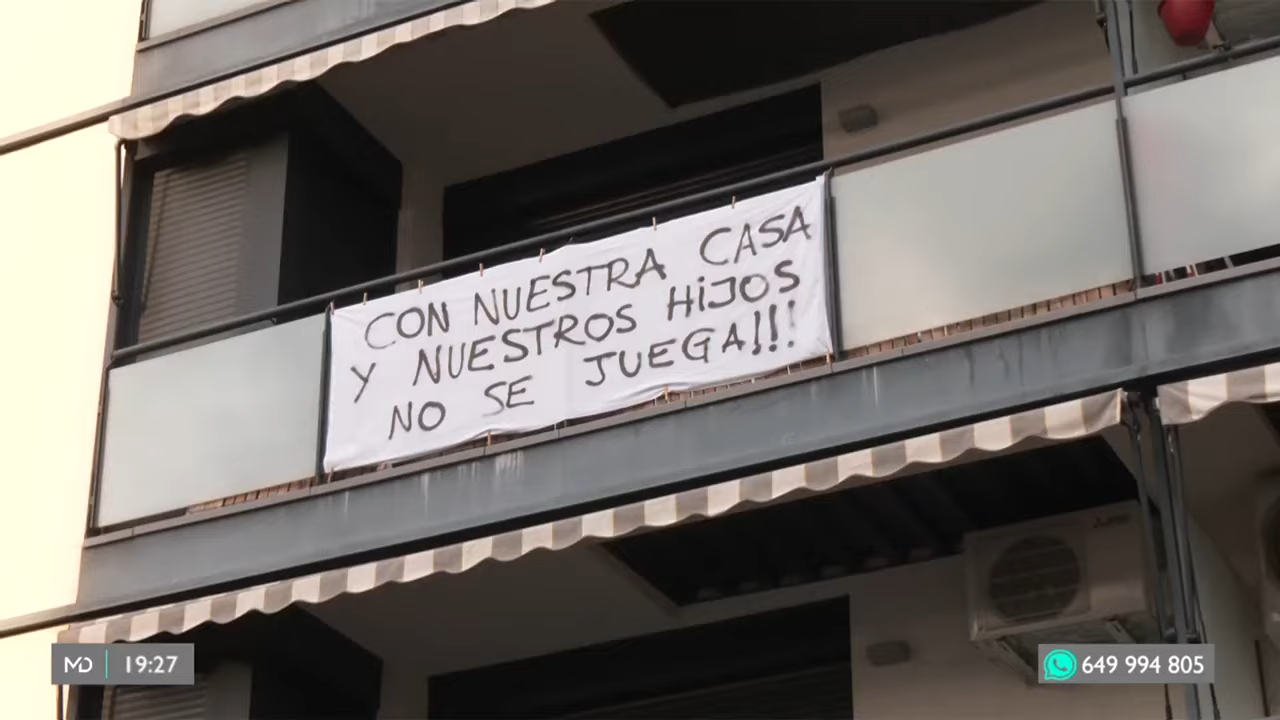 CON NUESTRA CASA
Y NUESTROS HiJOS
NO SE JUEGA!!!
MD 19:27
649 994 805